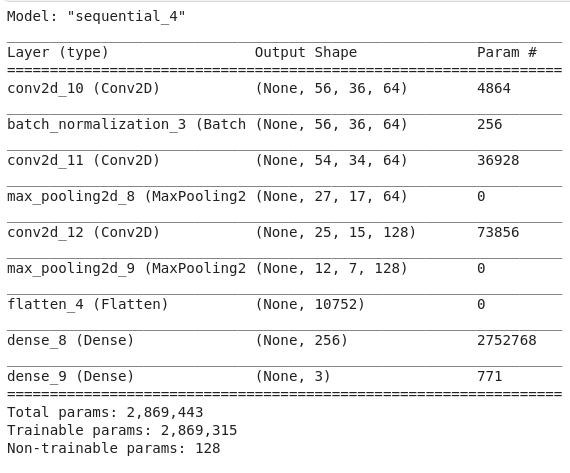 Model: "sequential_4"
Layer (type) Output Shape Param #
conv2d_10 (Conv2D) (None, 56, 36, 64) 4864
batch_normalization_3 (Batch (None, 56, 36, 64) 256
conv2d_11 (Conv2D) (None, 54, 34, 64) 36928
max_pooling2d_8 (MaxPooling2 (None, 27, 17, 64) 0
conv2d_12 (Conv2D) (None, 25, 15, 128) 73856
max_pooling2d_9 (MaxPooling2 (None, 12, 7, 128) 0
flatten_4 (Flatten) (None, 10752) 0
dense_8 (Dense) (None, 256) 2752768
dense_9 (Dense) (None, 3) 771
Total params: 2,869,443
Trainable params: 2,869,315
Non-trainable params: 128